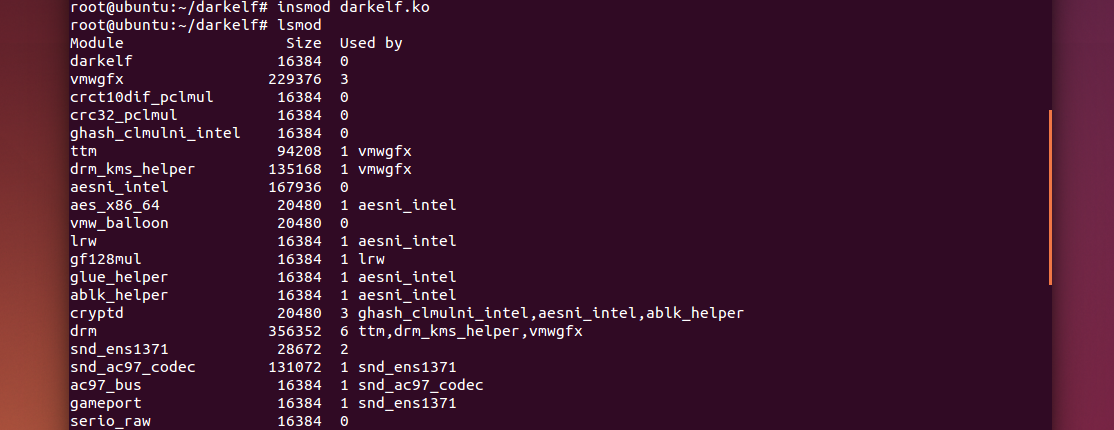 root@ubuntu:~/darkelf# insmod darkelf.ko
root@ubuntu:~/darkelf# lsmod
Module                  Size  Used by
darkelf                16384  0
vmwgfx                229376  3
crct10dif_pclmul       16384  0
crc32_pclmul           16384  0
ghash_clmulni_intel    16384  0
ttm                    94208  1 vmwgfx
drm_kms_helper        135168  1 vmwgfx
aesni_intel           167936  0
aes_x86_64             20480  1 aesni_intel
vmw_balloon            20480  0
lrw                    16384  1 aesni_intel
gf128mul               16384  1 lrw
glue_helper            16384  1 aesni_intel
ablk_helper            16384  1 aesni_intel
cryptd                 20480  3 ghash_clmulni_intel,aesni_intel,ablk_helper
drm                   356352  6 ttm,drm_kms_helper,vmwgfx
snd_ens1371            28672  2
snd_ac97_codec        131072  1 snd_ens1371
ac97_bus               16384  1 snd_ac97_codec
gameport               16384  1 snd_ens1371
serio_raw              16384  0